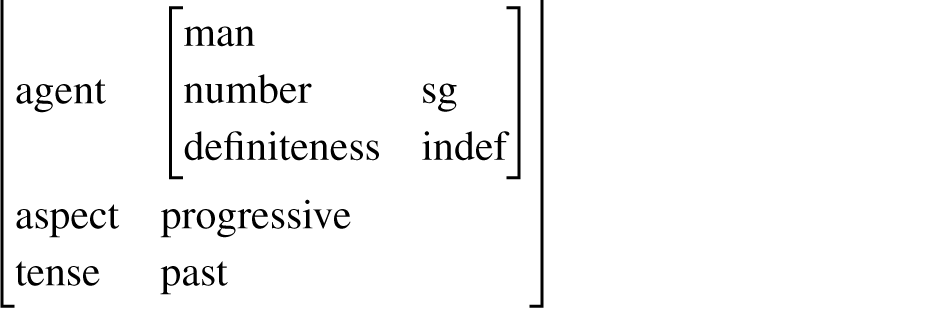 man
agent number sg
definiteness indef
aspect progressive
tense past